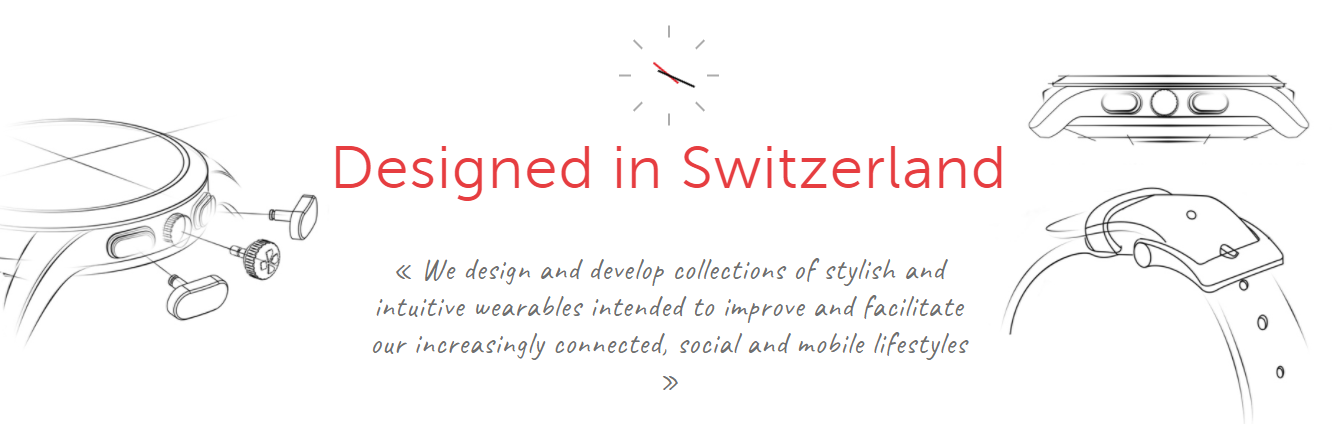 Designed in Switzerland
« We design and develop collections of stylish and
intuitive wearables intended to improve and facilitate
our increasingly connected, social and mobile lifestyles
»